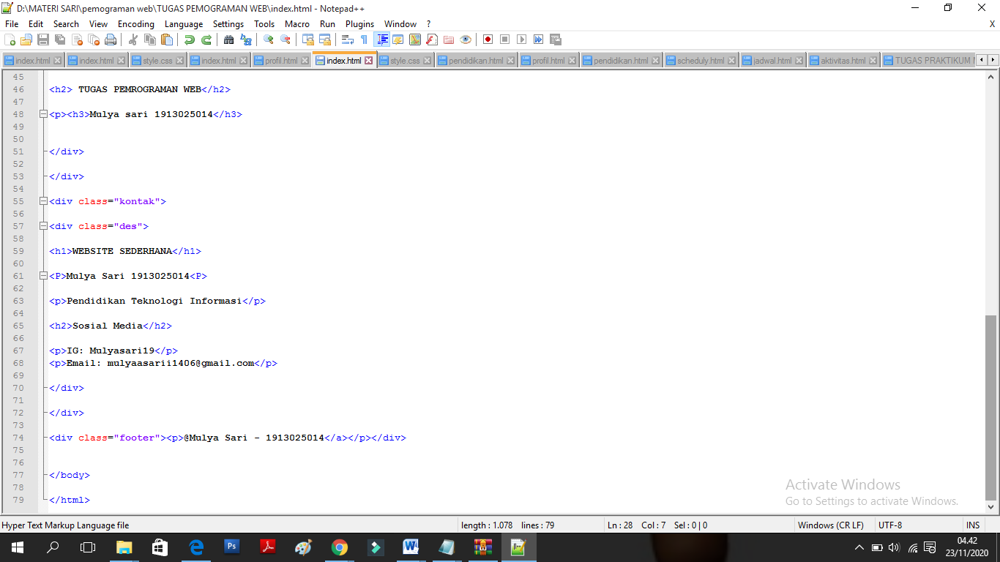 D:\MATERI SARI\pemograman web\TUGAS PEMOGRAMAN WEB\index.html - Notepad++
File Edit Search View Encoding Language Settings Tools Macro Run Plugins Window ? X
index.html index.html style.css index.html profil.html index.html style.css pendidikan.html profil.html pendidikan.html scheduly.html jadwal.html aktivitas.html TUGAS PRAKTIKUM
45
46 <h2> TUGAS PEMROGRAMAN WEB</h2>
47
48 <p><h3>Mulya sari 1913025014</h3>
49
50
51 </div>
52
53 </div>
54
55 <div class="kontak">
56
57 <div class="des">
58
59 <h1>WEBSITE SEDERHANA</h1>
60
61 <P>Mulya Sari 1913025014<P>
62
63 <p>Pendidikan Teknologi Informasi</p>
64
65 <h2>Sosial Media</h2>
66
67 <p>IG: Mulyasari19</p>
68 <p>Email: mulyaasarii1406@gmail.com</p>
69
70 </div>
71
72 </div>
73
74 <div class="footer"><p>@Mulya Sari - 1913025014</a></p></div>
75
76
77 </body>
78
79 </html>
Activate Windows
Go to Settings to activate Windows.
Hyper Text Markup Language file length : 1.078 lines : 79 Ln : 28 Col : 7 Sel : 0 | 0 Windows (CR LF) UTF-8 INS
04.42
23/11/2020